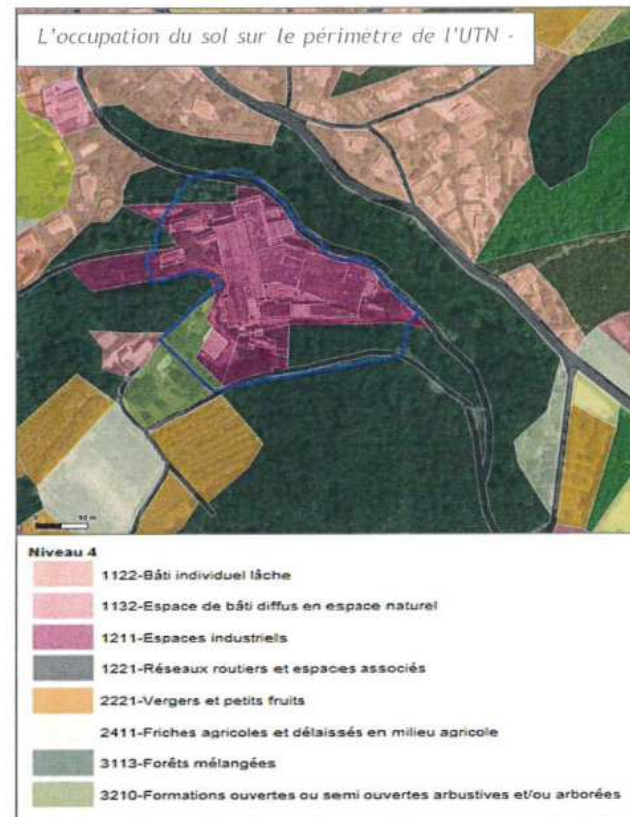 L'occupation du sol sur le périmètre de l'UTN -
50 m
Niveau 4
1122-Bâti individuel lâche
1132-Espace de bâti diffus en espace naturel
1211-Espaces industriels
1221-Réseaux routiers et espaces associés
2221-Vergers et petits fruits
2411-Friches agricoles et délaissés en milieu agricole
3113-Forêts mélangées
3210-Formations ouvertes ou semi ouvertes arbustives et/ou arborées